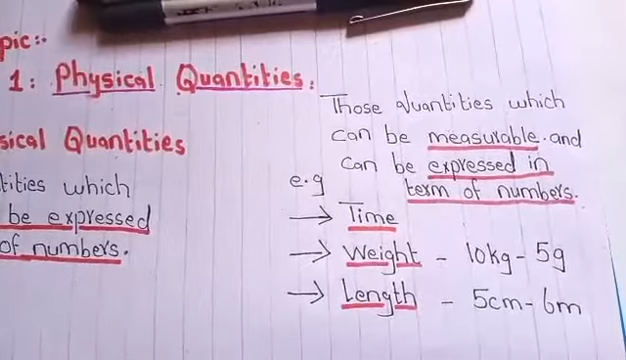 pic:-
1: Physical Quantities.
sical Quantities
tities which
be expressed
of numbers.
Those quantities which
can be measurable and
can be expressed in
term of numbers.
e.g
→ Time
→ Weight - 10kg - 5g
→ Length - 5cm - 6m